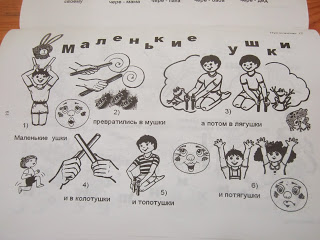 Маленькие ушки
1)
2)
3)
Маленькие ушки
превратились в мушки
а потом в лягушки
4)
5)
6)
и в колотушки
и топотушки
и потягушки